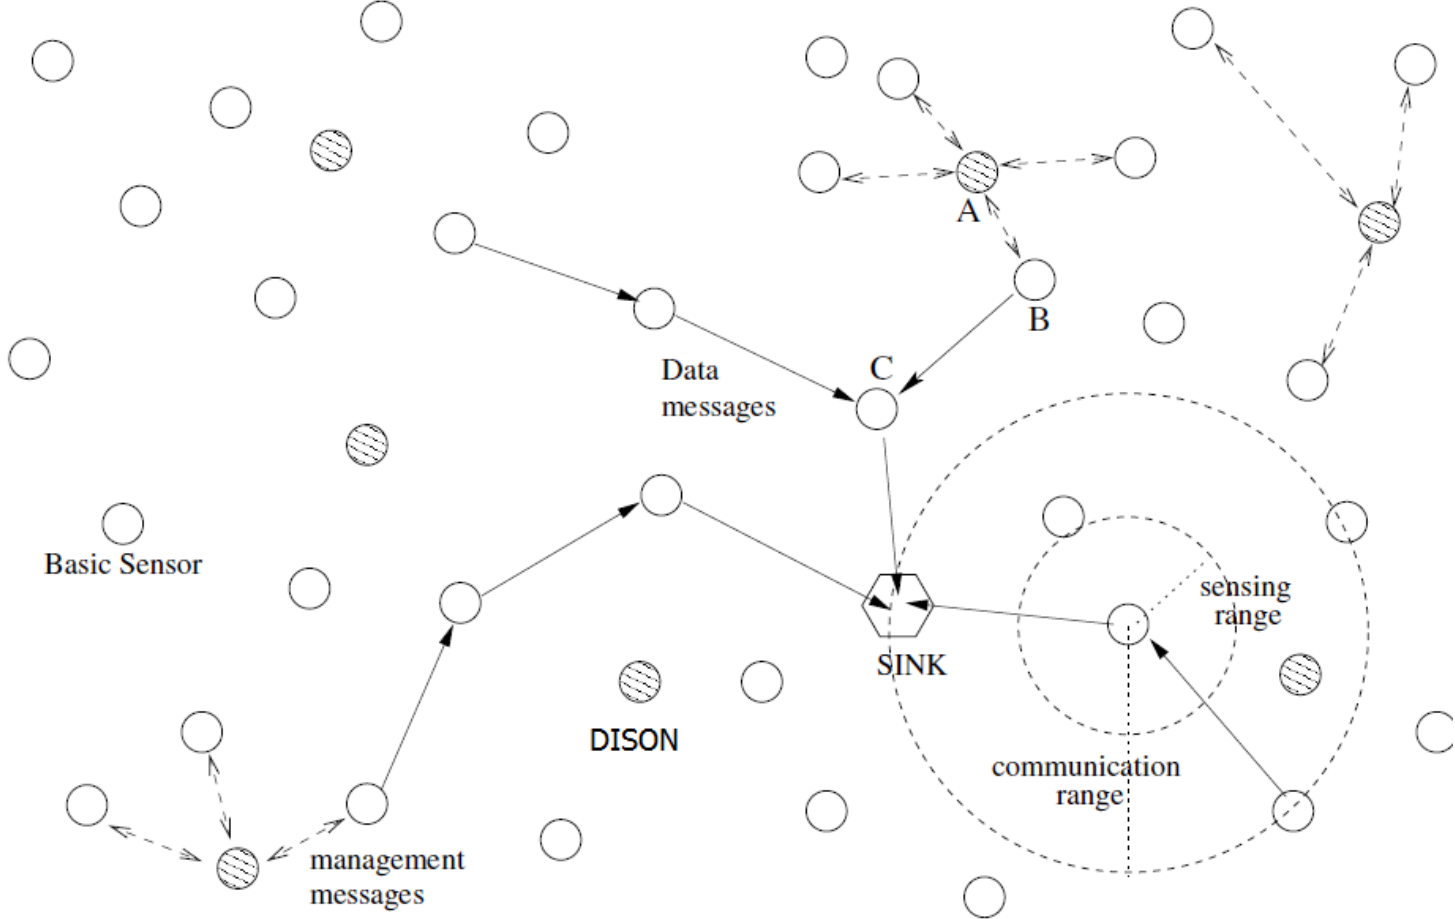 A
B
Data
messages
C
Basic Sensor
sensing
range
SINK
DISON
communication
range
management
messages